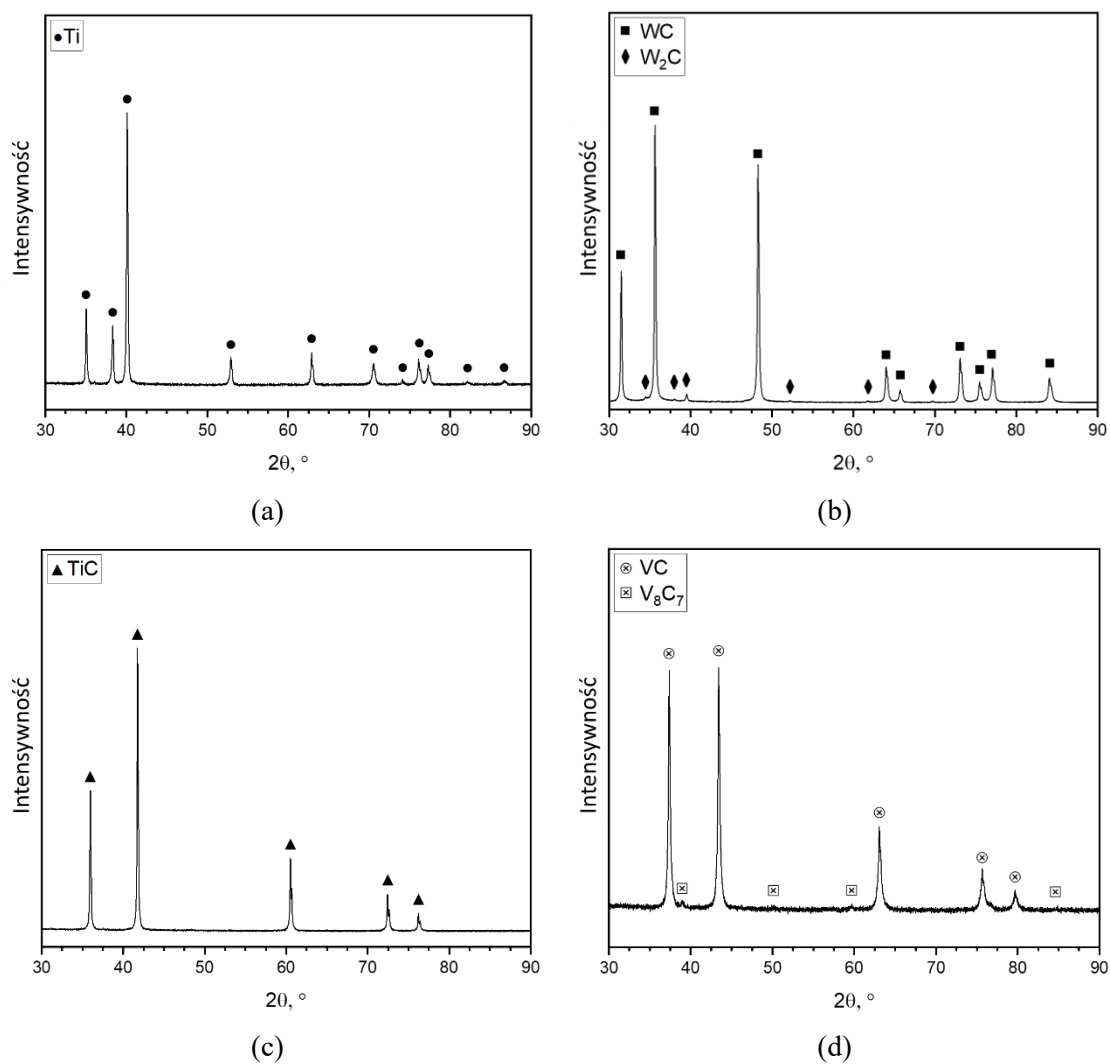 Ti
Intensywność
30 40 50 60 70 80 90
2θ, °
(a)
WC
W₂C
Intensywność
30 40 50 60 70 80 90
2θ, °
(b)
TiC
Intensywność
30 40 50 60 70 80 90
2θ, °
(c)
VC
V₈C₇
Intensywność
30 40 50 60 70 80 90
2θ, °
(d)